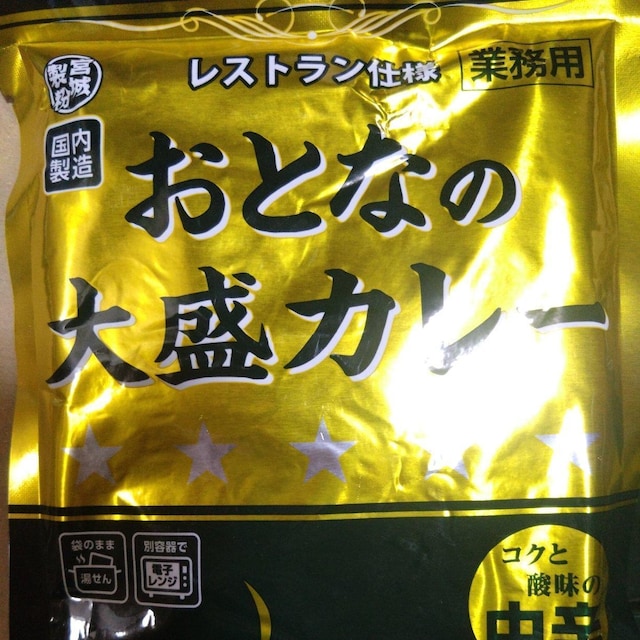 宮城
製粉
レストラン仕様
業務用
国内
製造
おとなの
大盛カレー
袋のまま
湯せん
別容器で
電子
レンジ
コクと
酸味の
中辛